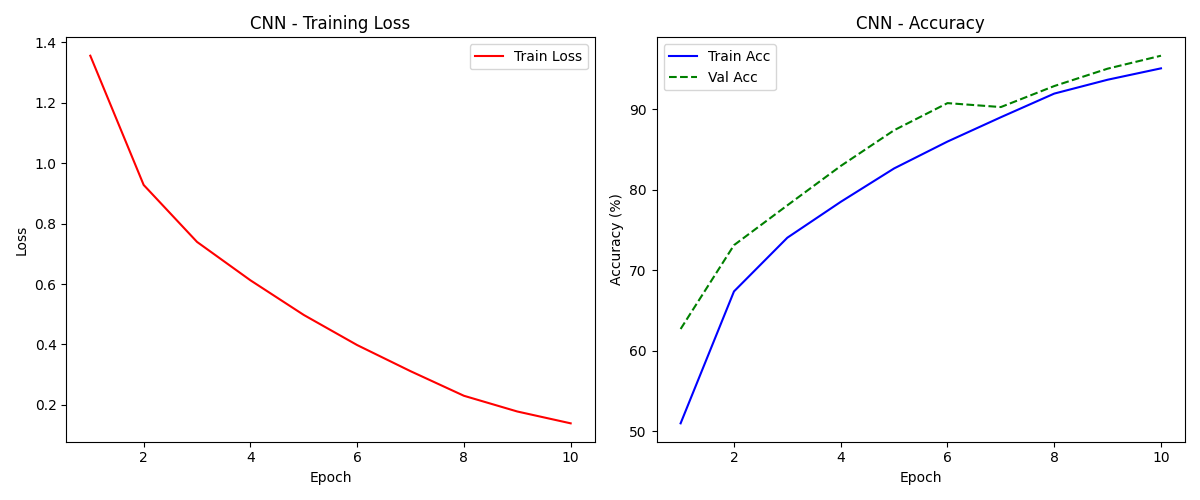 CNN - Training Loss
Train Loss
1.4
1.2
1.0
0.8
0.6
0.4
0.2
Loss
2 4 6 8 10
Epoch
CNN - Accuracy
Train Acc
Val Acc
90
80
70
60
50
Accuracy (%)
2 4 6 8 10
Epoch